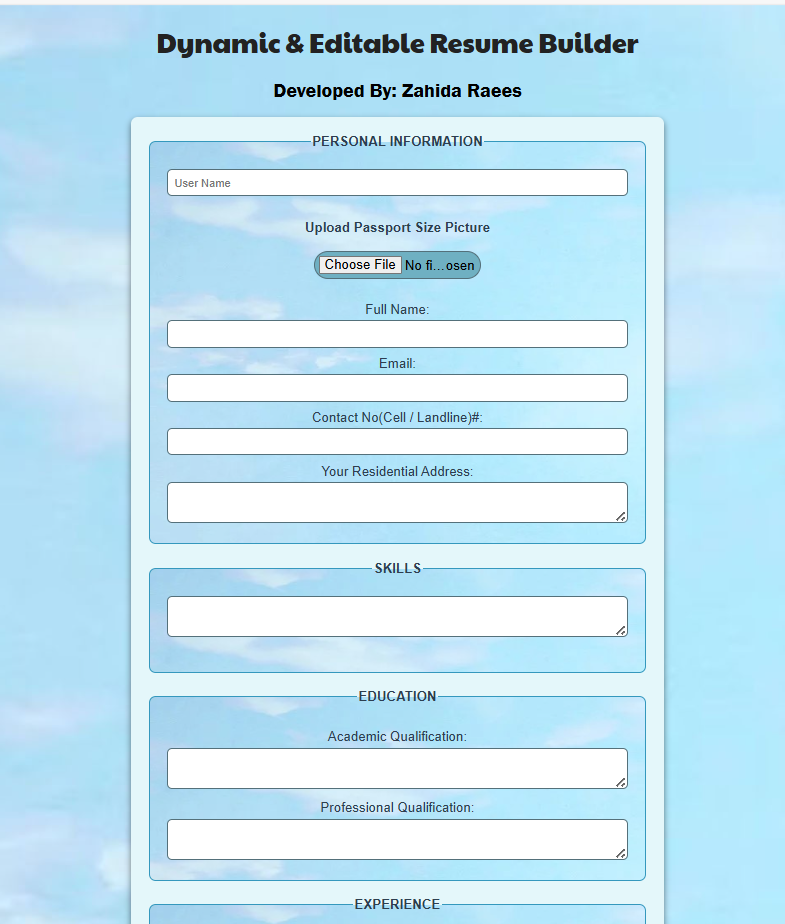 Dynamic & Editable Resume Builder
Developed By: Zahida Raees
PERSONAL INFORMATION
User Name
Upload Passport Size Picture
Choose File No fi...osen
Full Name:
Email:
Contact No(Cell / Landline)#:
Your Residential Address:
SKILLS
EDUCATION
Academic Qualification:
Professional Qualification:
EXPERIENCE